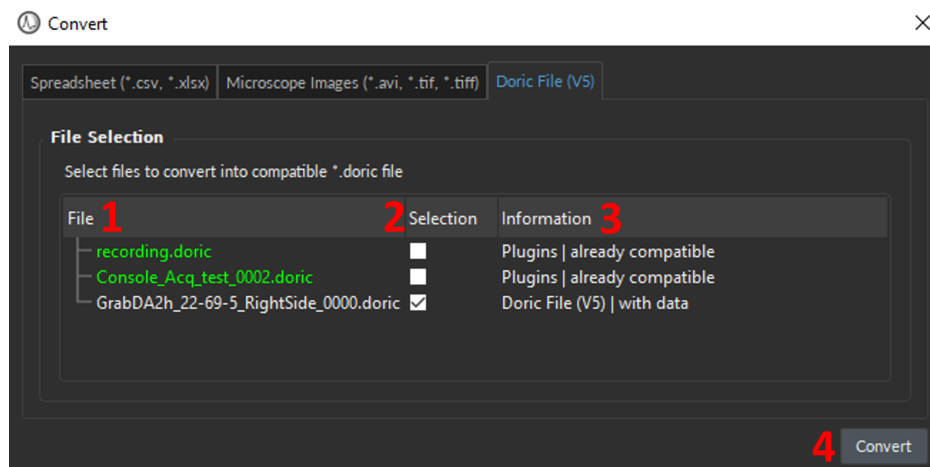 Convert
Spreadsheet (*.csv, *.xlsx) Microscope Images (*.avi, *.tif, *.tiff) Doric File (V5)
File Selection
Select files to convert into compatible *.doric file
File 1 2 Selection Information 3
recording.doric Plugins | already compatible
Console_Acq_test_0002.doric Plugins | already compatible
GrabDA2h_22-69-5_RightSide_0000.doric Doric File (V5) | with data
4 Convert